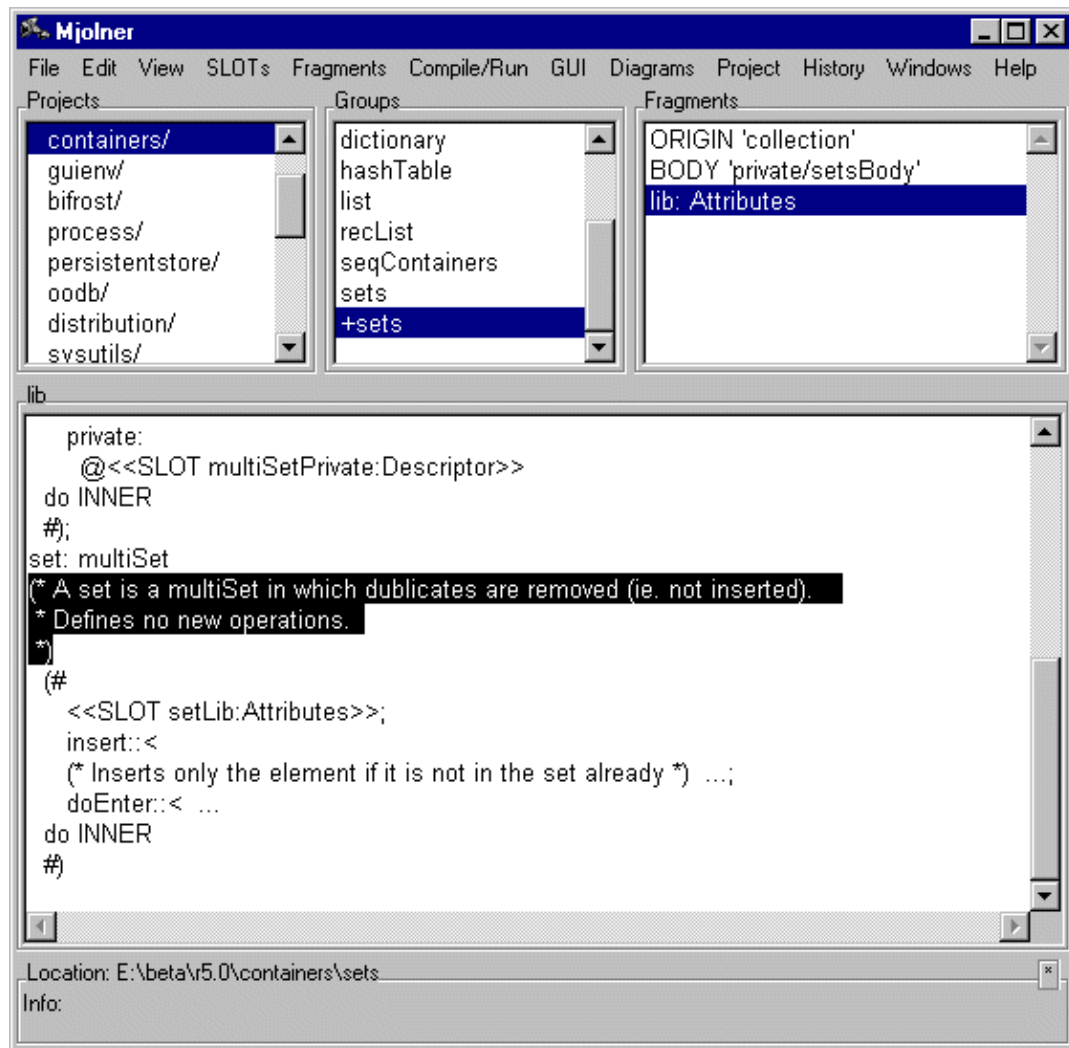 Mjolner
File Edit View SLOTs Fragments Compile/Run GUI Diagrams Project History Windows Help
Projects
containers/
guienv/
bifrost/
process/
persistentstore/
oodb/
distribution/
sysutils/
Groups
dictionary
hashTable
list
recList
seqContainers
sets
+sets
Fragments
ORIGIN 'collection'
BODY 'private/setsBody'
lib: Attributes
lib
private:
@<<SLOT multiSetPrivate:Descriptor>>
do INNER
#);
set: multiSet
(* A set is a multiSet in which dublicates are removed (ie. not inserted).
* Defines no new operations.
*)
(#
<<SLOT setLib:Attributes>>;
insert::<
(* Inserts only the element if it is not in the set already *) ...;
doEnter::< ...
do INNER
#)
Location: E:\beta\r5.0\containers\sets
Info: